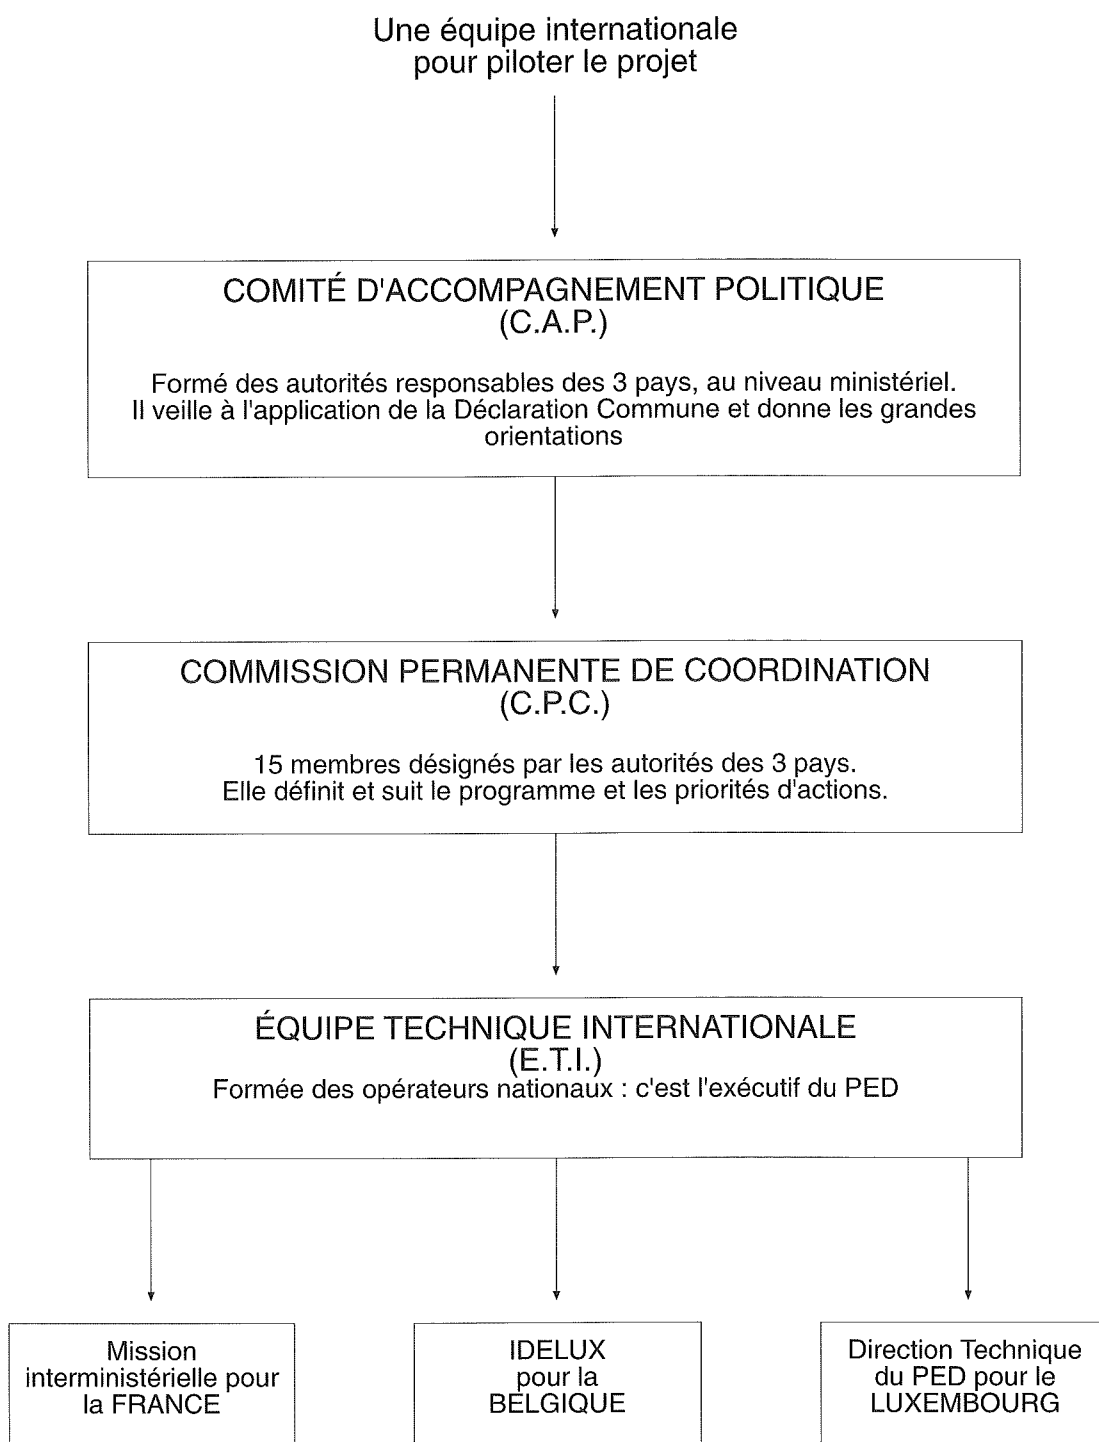 Une équipe internationale
pour piloter le projet
COMITÉ D'ACCOMPAGNEMENT POLITIQUE
(C.A.P.)
Formé des autorités responsables des 3 pays, au niveau ministériel.
Il veille à l'application de la Déclaration Commune et donne les grandes
orientations
COMMISSION PERMANENTE DE COORDINATION
(C.P.C.)
15 membres désignés par les autorités des 3 pays.
Elle définit et suit le programme et les priorités d'actions.
ÉQUIPE TECHNIQUE INTERNATIONALE
(E.T.I.)
Formée des opérateurs nationaux : c'est l'exécutif du PED
Mission
interministérielle pour
la FRANCE
IDELUX
pour la
BELGIQUE
Direction Technique
du PED pour le
LUXEMBOURG